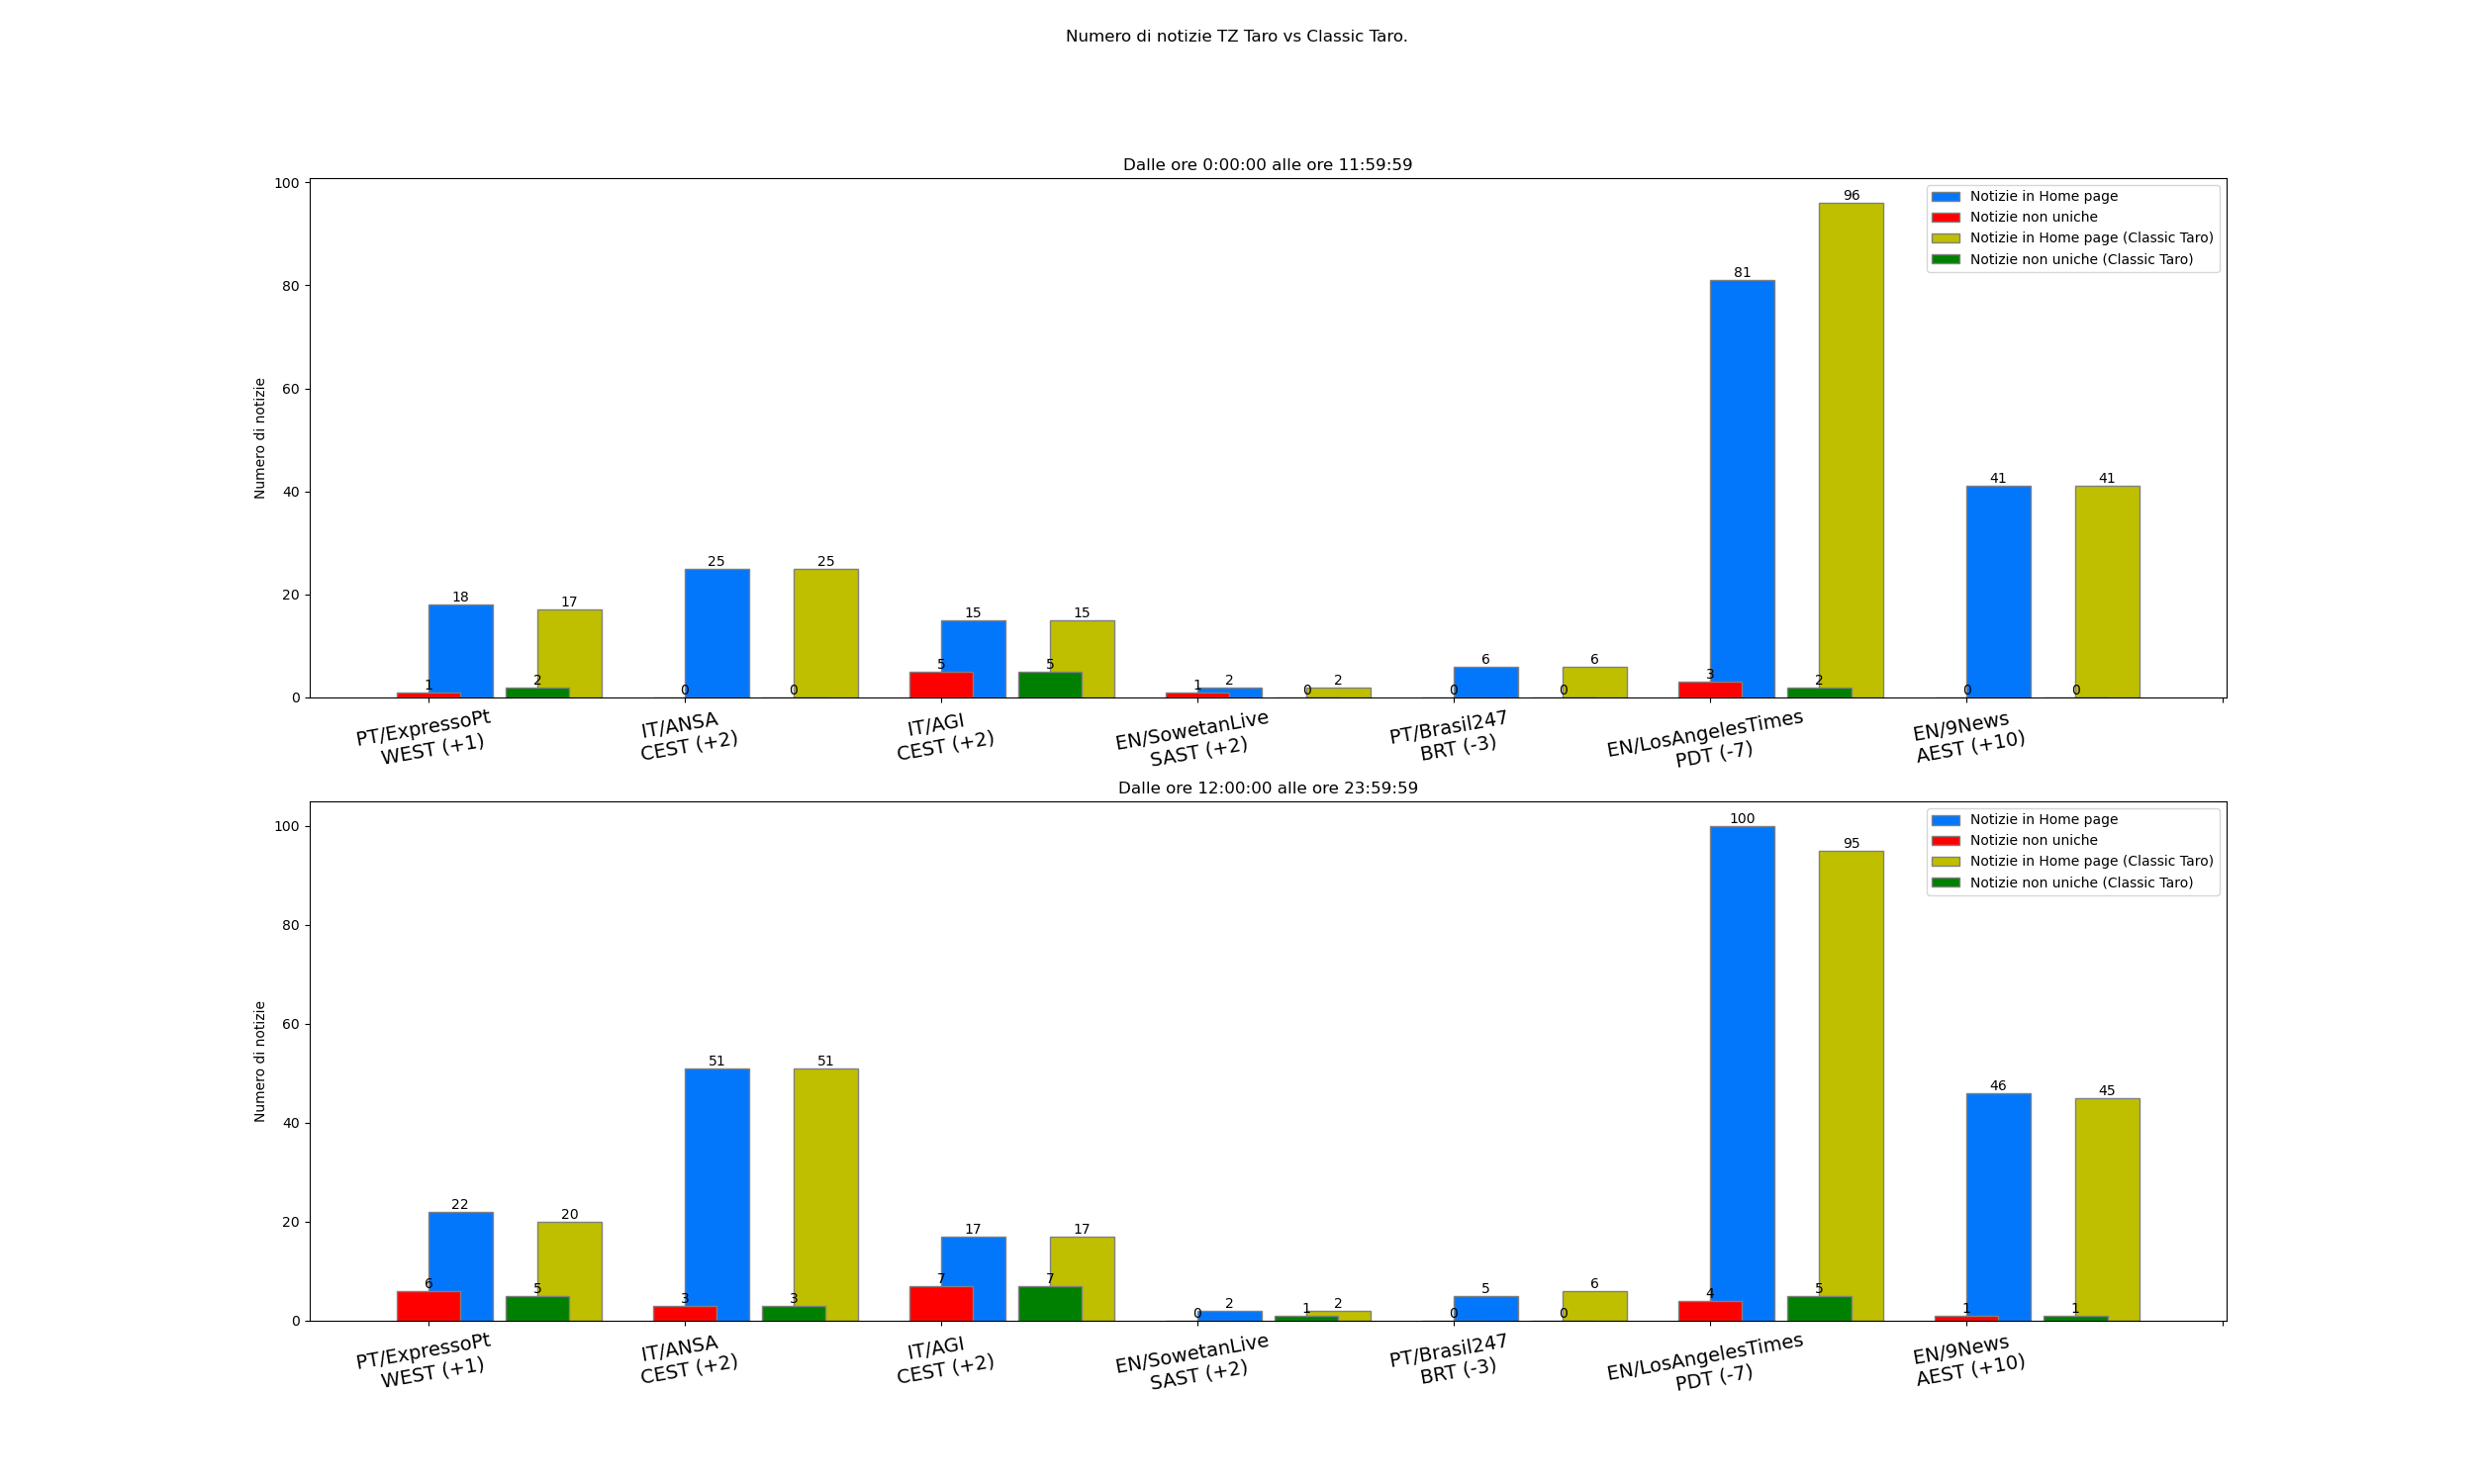 Numero di notizie TZ Taro vs Classic Taro.
Dalle ore 0:00:00 alle ore 11:59:59
Numero di notizie
100
80
60
40
20
0
Notizie in Home page
Notizie non uniche
Notizie in Home page (Classic Taro)
Notizie non uniche (Classic Taro)
1
18
2
17
0
25
0
25
5
15
5
15
1
2
0
2
0
6
0
6
3
81
2
96
0
41
0
41
PT/ExpressoPt
WEST (+1)
IT/ANSA
CEST (+2)
IT/AGI
CEST (+2)
EN/SowetanLive
SAST (+2)
PT/Brasil247
BRT (-3)
EN/LosAngelesTimes
PDT (-7)
EN/9News
AEST (+10)
Dalle ore 12:00:00 alle ore 23:59:59
Numero di notizie
100
80
60
40
20
0
Notizie in Home page
Notizie non uniche
Notizie in Home page (Classic Taro)
Notizie non uniche (Classic Taro)
6
22
5
20
3
51
3
51
7
17
7
17
0
2
1
2
0
5
0
6
4
100
5
95
1
46
1
45
PT/ExpressoPt
WEST (+1)
IT/ANSA
CEST (+2)
IT/AGI
CEST (+2)
EN/SowetanLive
SAST (+2)
PT/Brasil247
BRT (-3)
EN/LosAngelesTimes
PDT (-7)
EN/9News
AEST (+10)